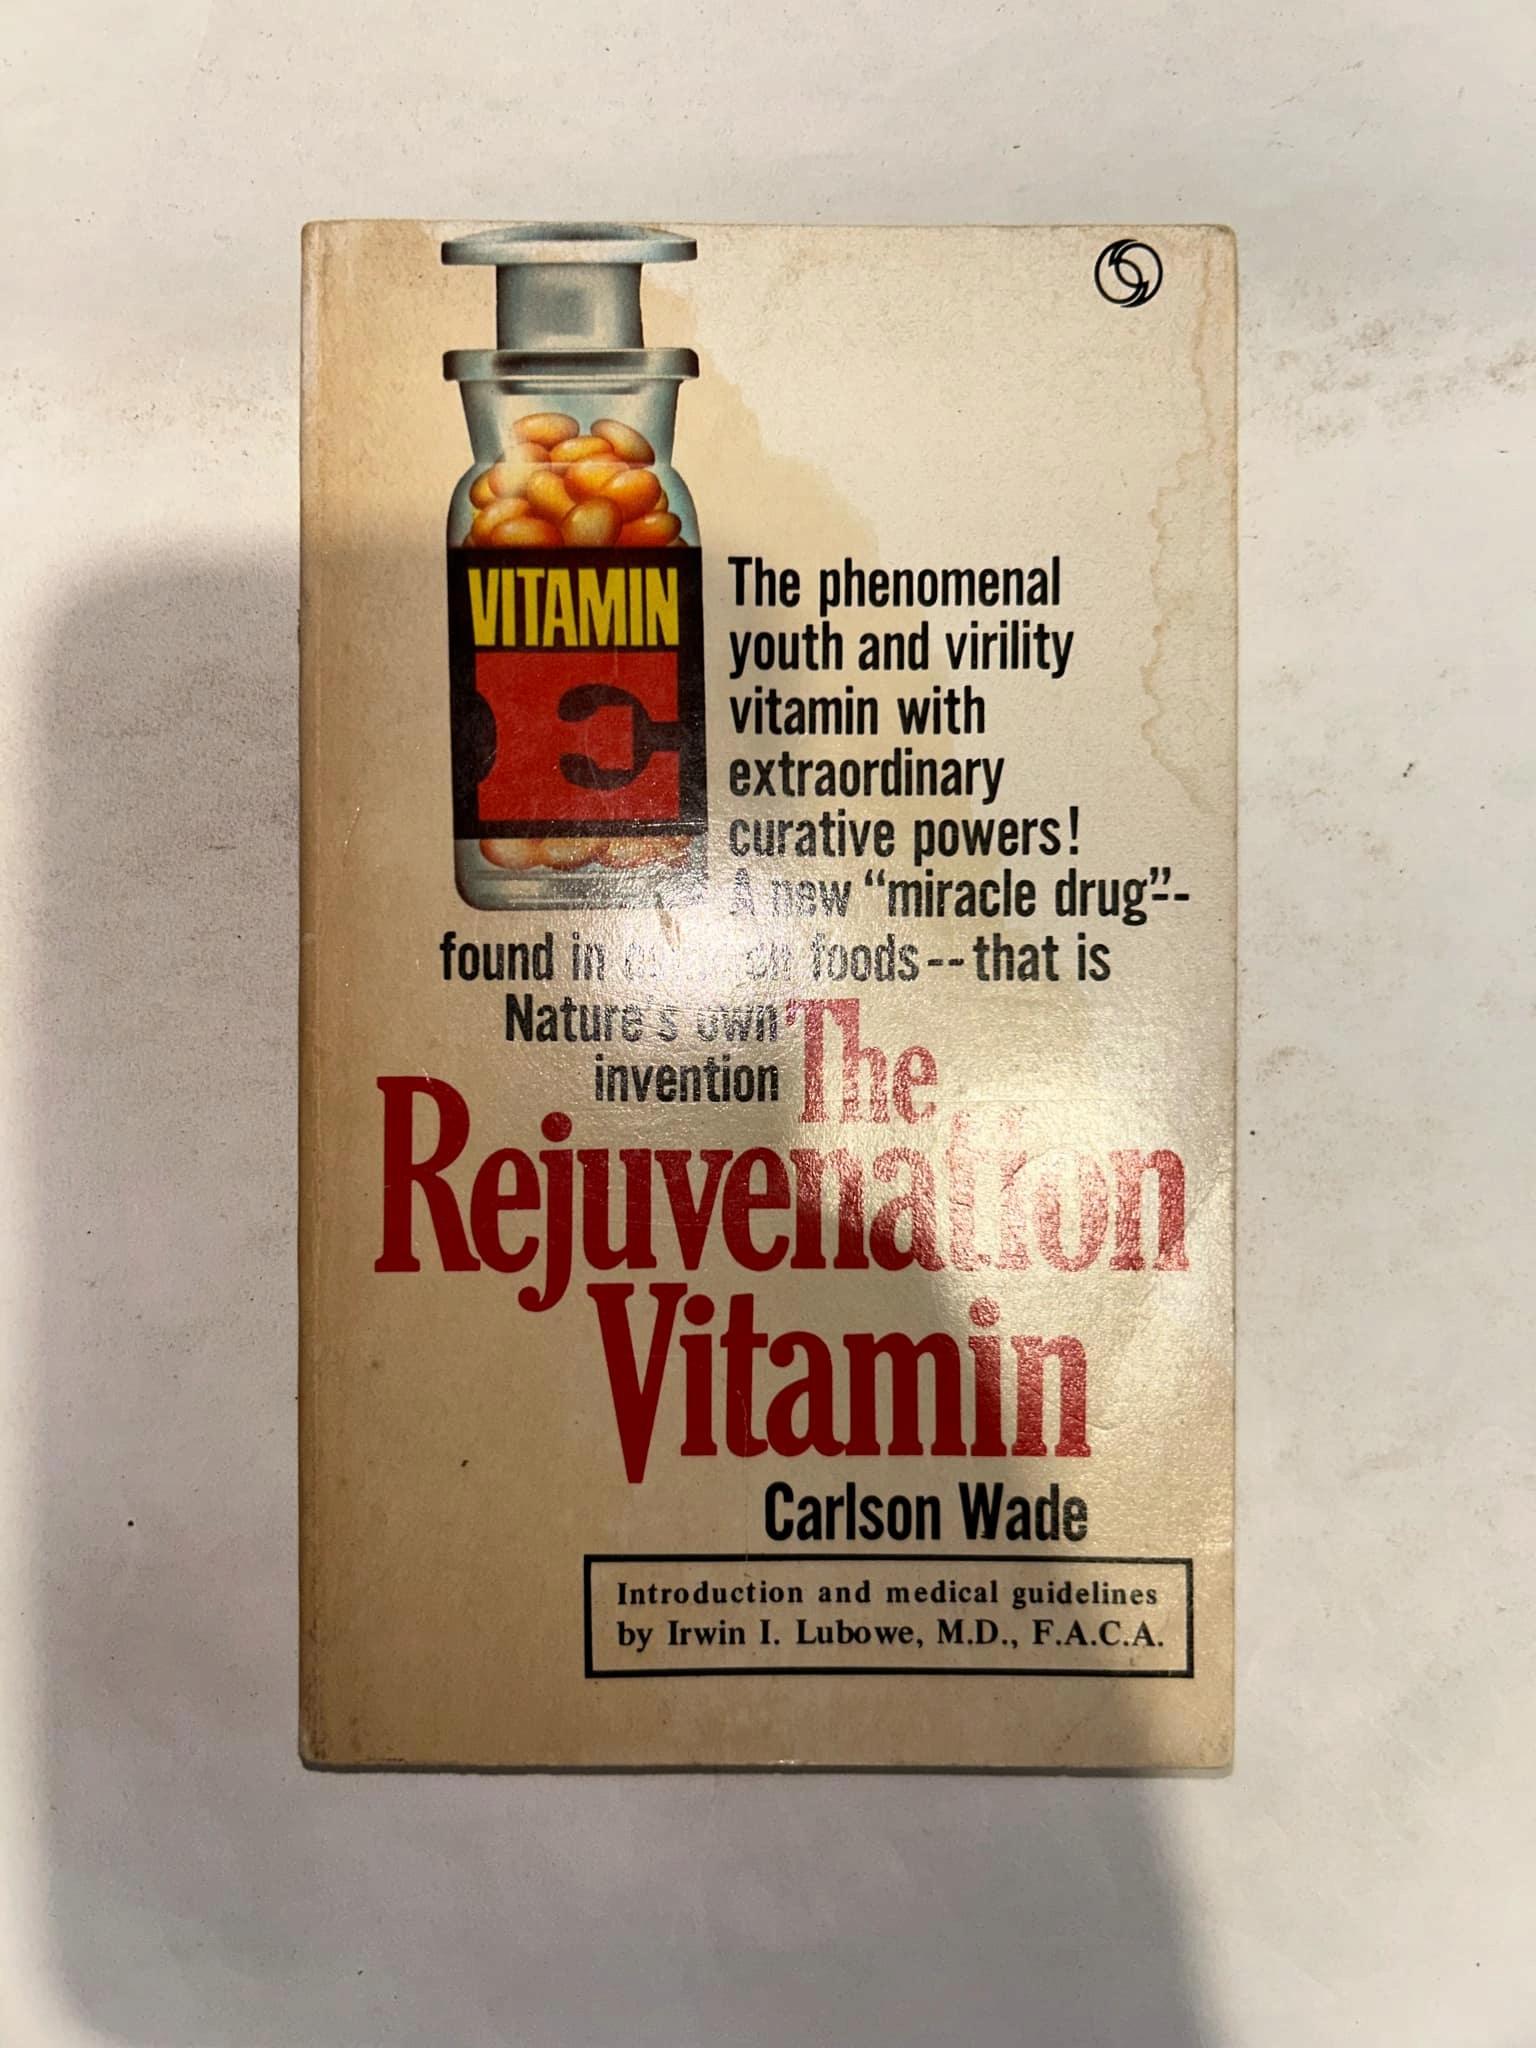 VITAMIN
E
The phenomenal
youth and virility
vitamin with
extraordinary
curative powers!
A new “miracle drug”--
found in common foods--that is
Nature's own
invention
The
Rejuvenation
Vitamin
Carlson Wade
Introduction and medical guidelines
by Irwin I. Lubowe, M.D., F.A.C.A.